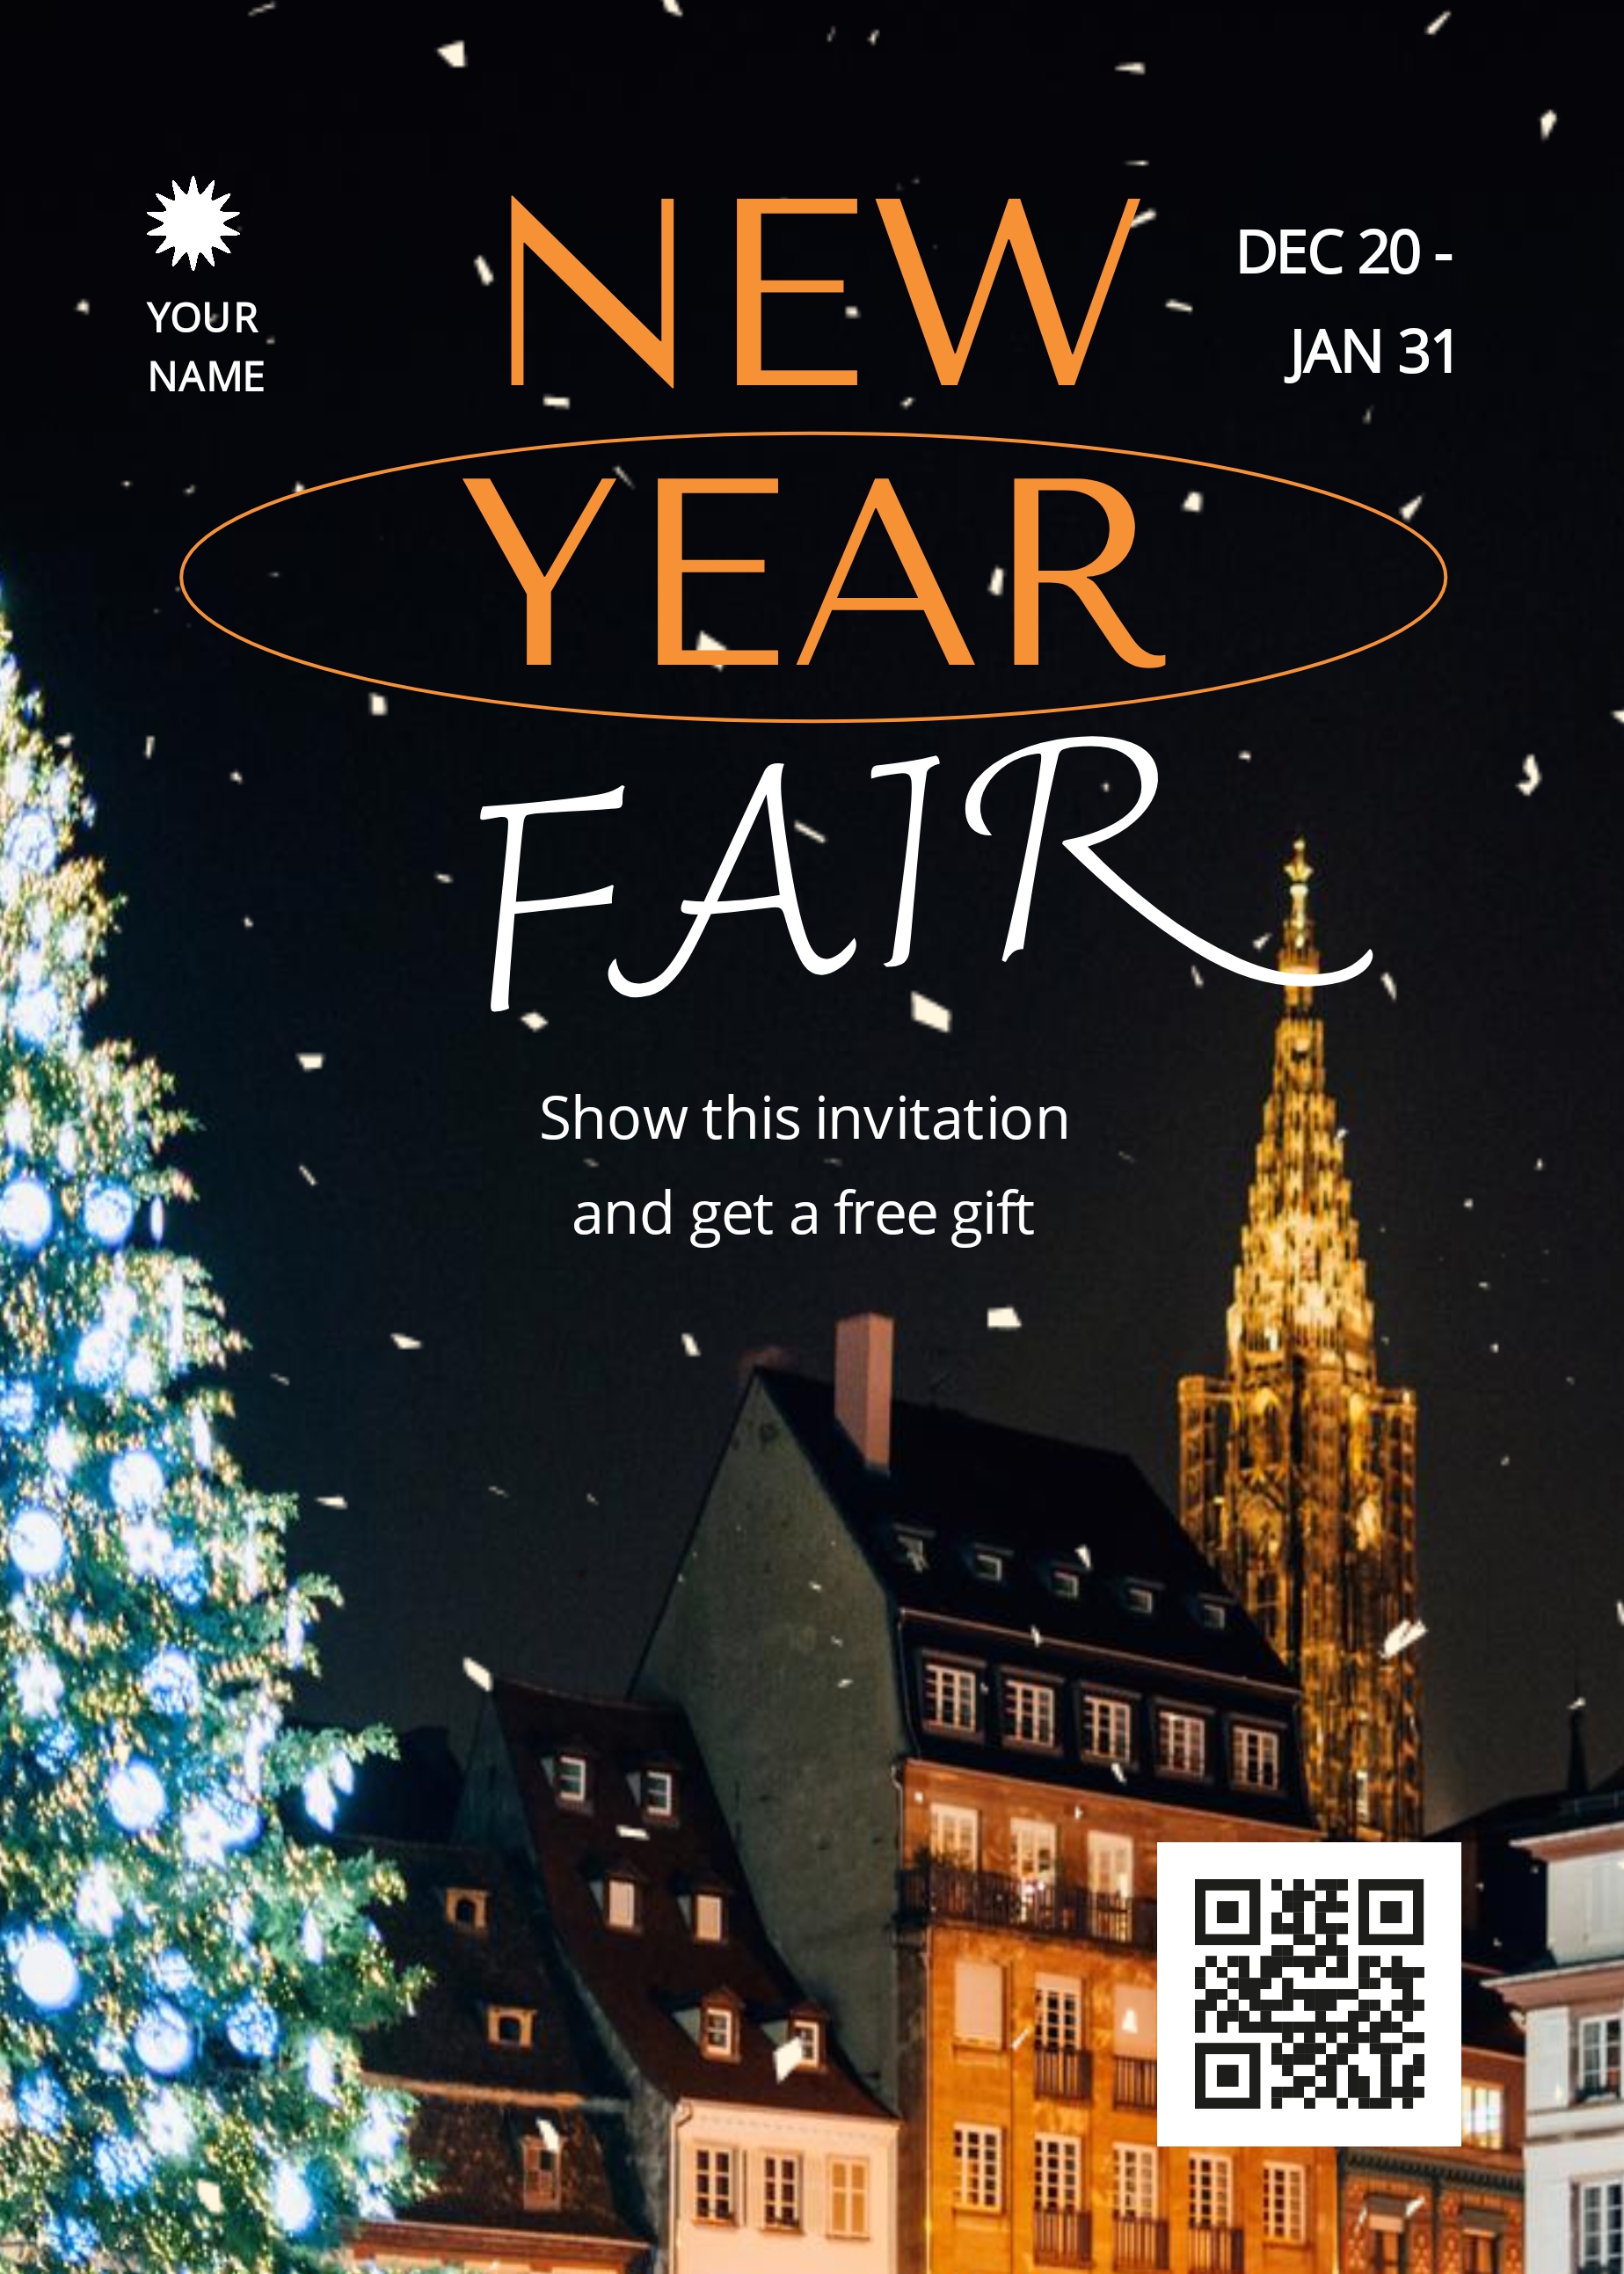 YOUR
NAME
NEW
DEC 20 -
JAN 31
YEAR
FAIR
Show this invitation
and get a free gift